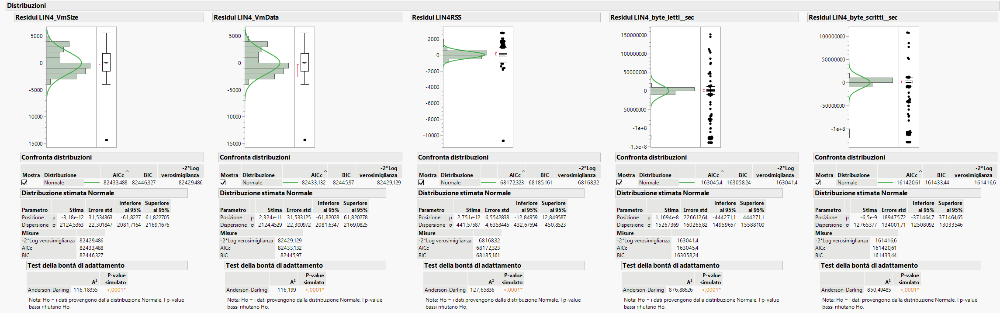 Distribuzioni
Residui LIN4_VmSize
5000
0
-5000
-10000
-15000
Confronta distribuzioni
Mostra Distribuzione AICc BIC -2*Log verosimiglianza
Normale 82433,488 82446,327 82429,486
Distribuzione stimata Normale
Parametro Stima Errore std Inferiore al 95% Superiore al 95%
Posizione μ -3,18e-12 31,534363 -61,8227 61,822705
Dispersione σ 2124,5363 22,301847 2081,7164 2169,1676
Misure
-2*Log verosimiglianza 82429,486
AICc 82433,488
BIC 82446,327
Test della bontà di adattamento
A² P-value simulato
Anderson-Darling 116,18355 <,0001*
Nota: Ho = i dati provengono dalla distribuzione Normale. I p-value
bassi rifiutano Ho.
Residui LIN4_VmData
5000
0
-5000
-10000
-15000
Confronta distribuzioni
Mostra Distribuzione AICc BIC -2*Log verosimiglianza
Normale 82433,132 82445,97 82429,129
Distribuzione stimata Normale
Parametro Stima Errore std Inferiore al 95% Superiore al 95%
Posizione μ 2,324e-11 31,533125 -61,82028 61,820278
Dispersione σ 2124,4529 22,300972 2081,6347 2169,0825
Misure
-2*Log verosimiglianza 82429,129
AICc 82433,132
BIC 82445,97
Test della bontà di adattamento
A² P-value simulato
Anderson-Darling 116,199 <,0001*
Nota: Ho = i dati provengono dalla distribuzione Normale. I p-value
bassi rifiutano Ho.
Residui LIN4RSS
2000
0
-2000
-4000
-6000
-8000
-10000
Confronta distribuzioni
Mostra Distribuzione AICc BIC -2*Log verosimiglianza
Normale 68172,323 68185,161 68168,32
Distribuzione stimata Normale
Parametro Stima Errore std Inferiore al 95% Superiore al 95%
Posizione μ 2,751e-12 6,5542838 -12,84959 12,849587
Dispersione σ 441,57587 4,6353445 432,67594 450,8523
Misure
-2*Log verosimiglianza 68168,32
AICc 68172,323
BIC 68185,161
Test della bontà di adattamento
A² P-value simulato
Anderson-Darling 127,65836 <,0001*
Nota: Ho = i dati provengono dalla distribuzione Normale. I p-value
bassi rifiutano Ho.
Residui LIN4_byte_letti__sec
150000000
100000000
50000000
0
-50000000
-1e+8
-1,5e+8
Confronta distribuzioni
Mostra Distribuzione AICc BIC -2*Log verosimiglianza
Normale 163045,4 163058,24 163041,4
Distribuzione stimata Normale
Parametro Stima Errore std Inferiore al 95% Superiore al 95%
Posizione μ 1,1694e-8 226612,64 -444271,1 444271,1
Dispersione σ 15267369 160265,82 14959657 15588100
Misure
-2*Log verosimiglianza 163041,4
AICc 163045,4
BIC 163058,24
Test della bontà di adattamento
A² P-value simulato
Anderson-Darling 876,88626 <,0001*
Nota: Ho = i dati provengono dalla distribuzione Normale. I p-value
bassi rifiutano Ho.
Residui LIN4_byte_scritti__sec
100000000
50000000
0
-50000000
-1e+8
Confronta distribuzioni
Mostra Distribuzione AICc BIC -2*Log verosimiglianza
Normale 161420,61 161433,44 161416,6
Distribuzione stimata Normale
Parametro Stima Errore std Inferiore al 95% Superiore al 95%
Posizione μ -6,5e-9 189475,72 -371464,7 371464,65
Dispersione σ 12765377 134001,71 12508092 13033546
Misure
-2*Log verosimiglianza 161416,6
AICc 161420,61
BIC 161433,44
Test della bontà di adattamento
A² P-value simulato
Anderson-Darling 850,49485 <,0001*
Nota: Ho = i dati provengono dalla distribuzione Normale. I p-value
bassi rifiutano Ho.